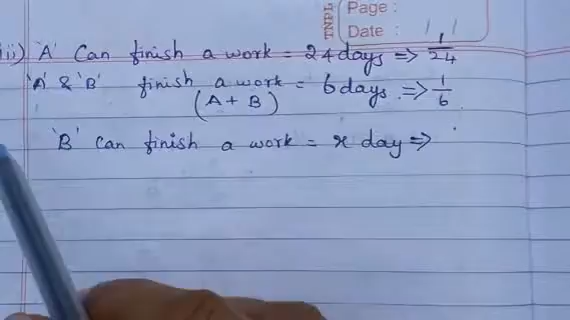 TNPL
Page :
Date : 
ii) 'A' Can finish a work = 24 days => 1/24
'A' & 'B' finish a work = 6 days => 1/6
(A + B)
'B' can finish a work = x day =>